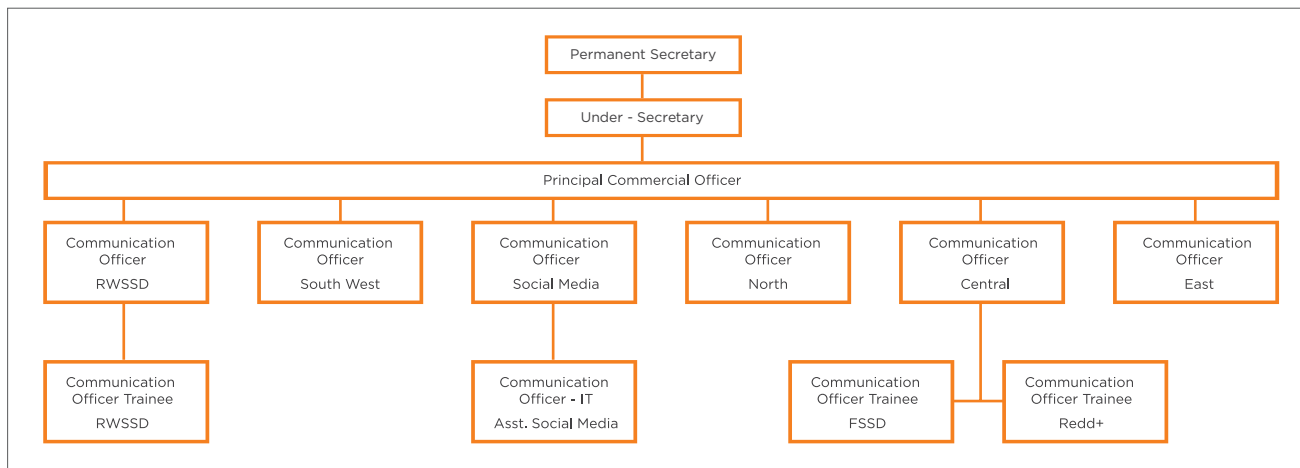 Permanent Secretary
Under - Secretary
Principal Commercial Officer
Communication
Officer
RWSSD
Communication
Officer
South West
Communication
Officer
Social Media
Communication
Officer
North
Communication
Officer
Central
Communication
Officer
East
Communication
Officer Trainee
RWSSD
Communication
Officer - IT
Asst. Social Media
Communication
Officer Trainee
FSSD
Communication
Officer Trainee
Redd+